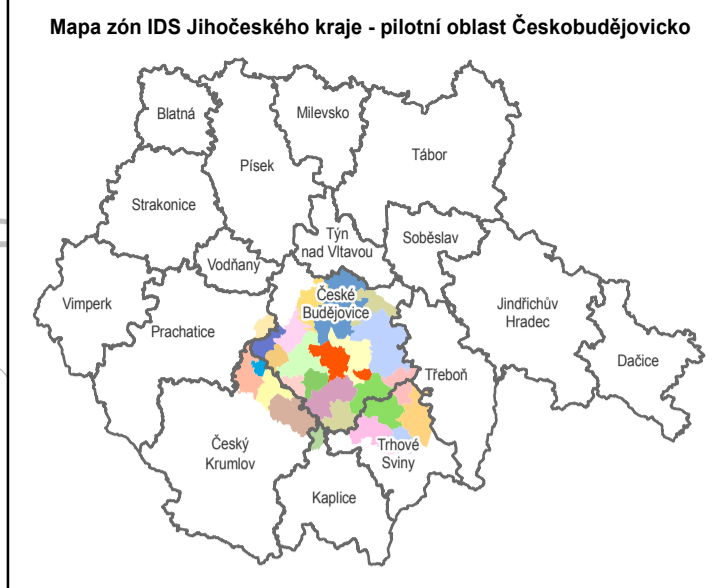 Mapa zón IDS Jihočeského kraje - pilotní oblast Českobudějovicko
Blatná
Milevsko
Písek
Tábor
Strakonice
Týn
nad Vltavou
Soběslav
Vodňany
Vimperk
České
Budějovice
Jindřichův
Hradec
Prachatice
Dačice
Třeboň
Český
Krumlov
Trhové
Sviny
Kaplice